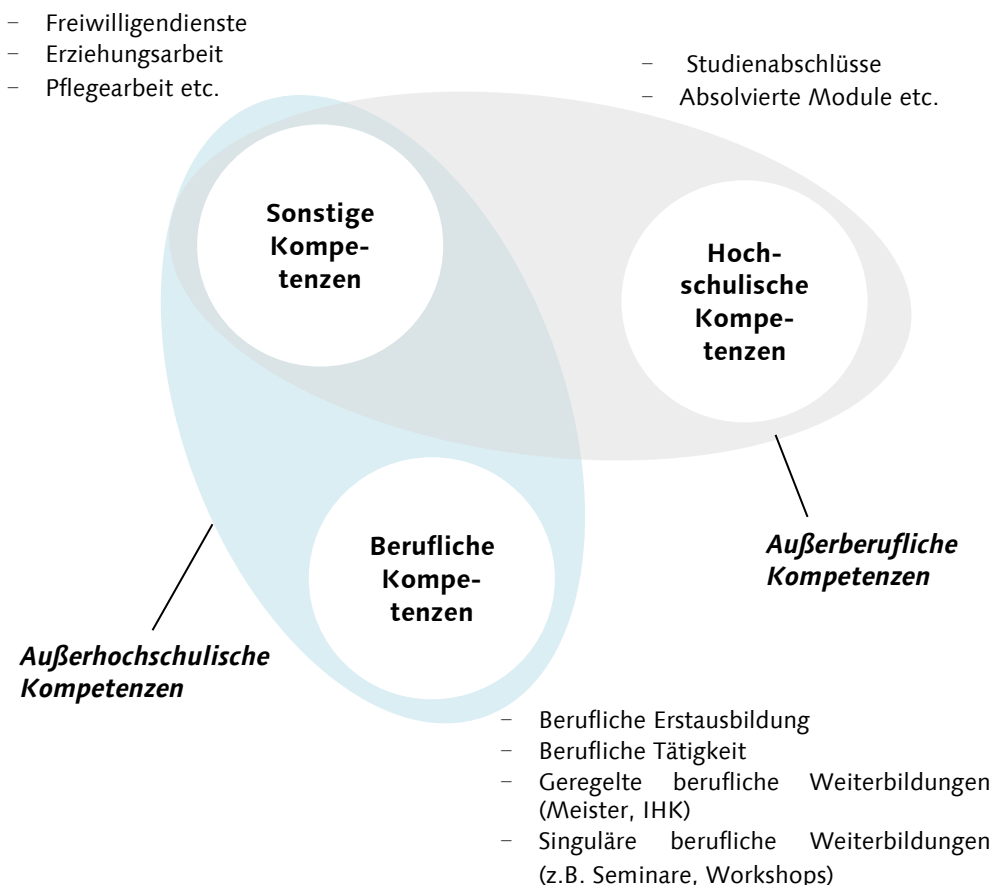 – Freiwilligendienste
– Erziehungsarbeit
– Pflegearbeit etc.
– Studienabschlüsse
– Absolvierte Module etc.
Sonstige
Kompe-
tenzen
Hoch-
schulische
Kompe-
tenzen
Berufliche
Kompe-
tenzen
Außerberufliche
Kompetenzen
Außerhochschulische
Kompetenzen
– Berufliche Erstausbildung
– Berufliche Tätigkeit
– Geregelte berufliche Weiterbildungen
(Meister, IHK)
– Singuläre berufliche Weiterbildungen
(z.B. Seminare, Workshops)